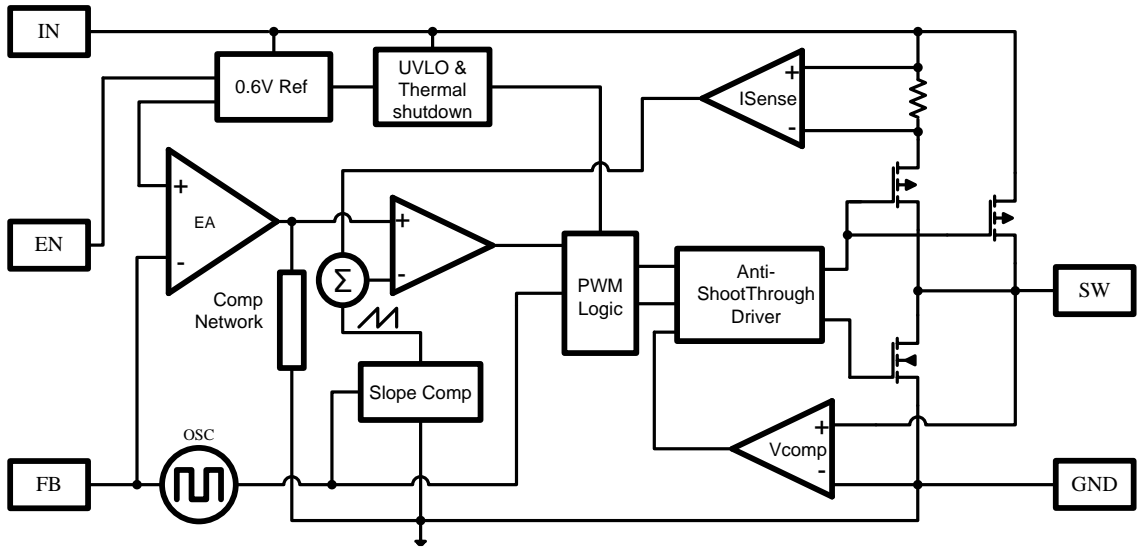 IN
0.6V Ref
UVLO &
Thermal
shutdown
+
ISense
-
+
EA
-
EN
+
-
Σ
Comp
Network
PWM
Logic
Anti-
ShootThrough
Driver
SW
Slope Comp
OSC
+
Vcomp
-
FB
GND